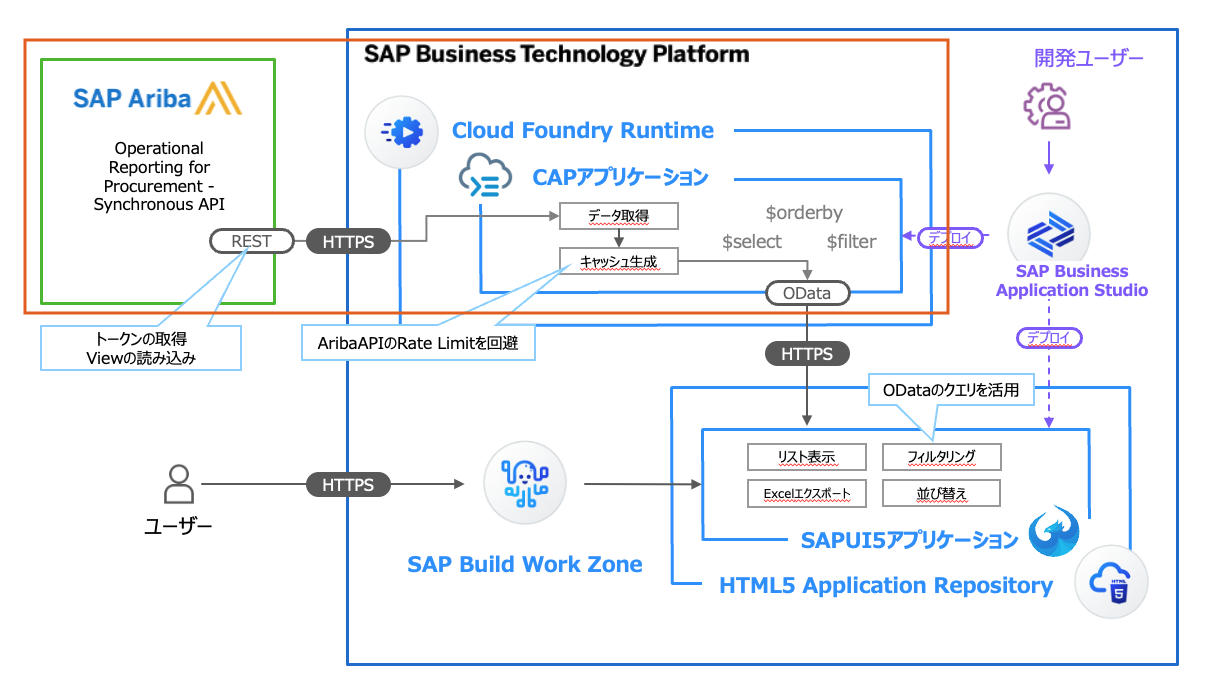 SAP Business Technology Platform
開発ユーザー
SAP Ariba
Operational
Reporting for
Procurement -
Synchronous API
Cloud Foundry Runtime
CAPアプリケーション
データ取得
$orderby
REST
HTTPS
$select
$filter
デプロイ
キャッシュ生成
SAP Business
Application Studio
OData
トークンの取得
Viewの読み込み
AribaAPIのRate Limitを回避
デプロイ
HTTPS
ODataのクエリを活用
リスト表示
フィルタリング
Excelエクスポート
並び替え
HTTPS
ユーザー
SAPUI5アプリケーション
SAP Build Work Zone
HTML5 Application Repository
HTML
5